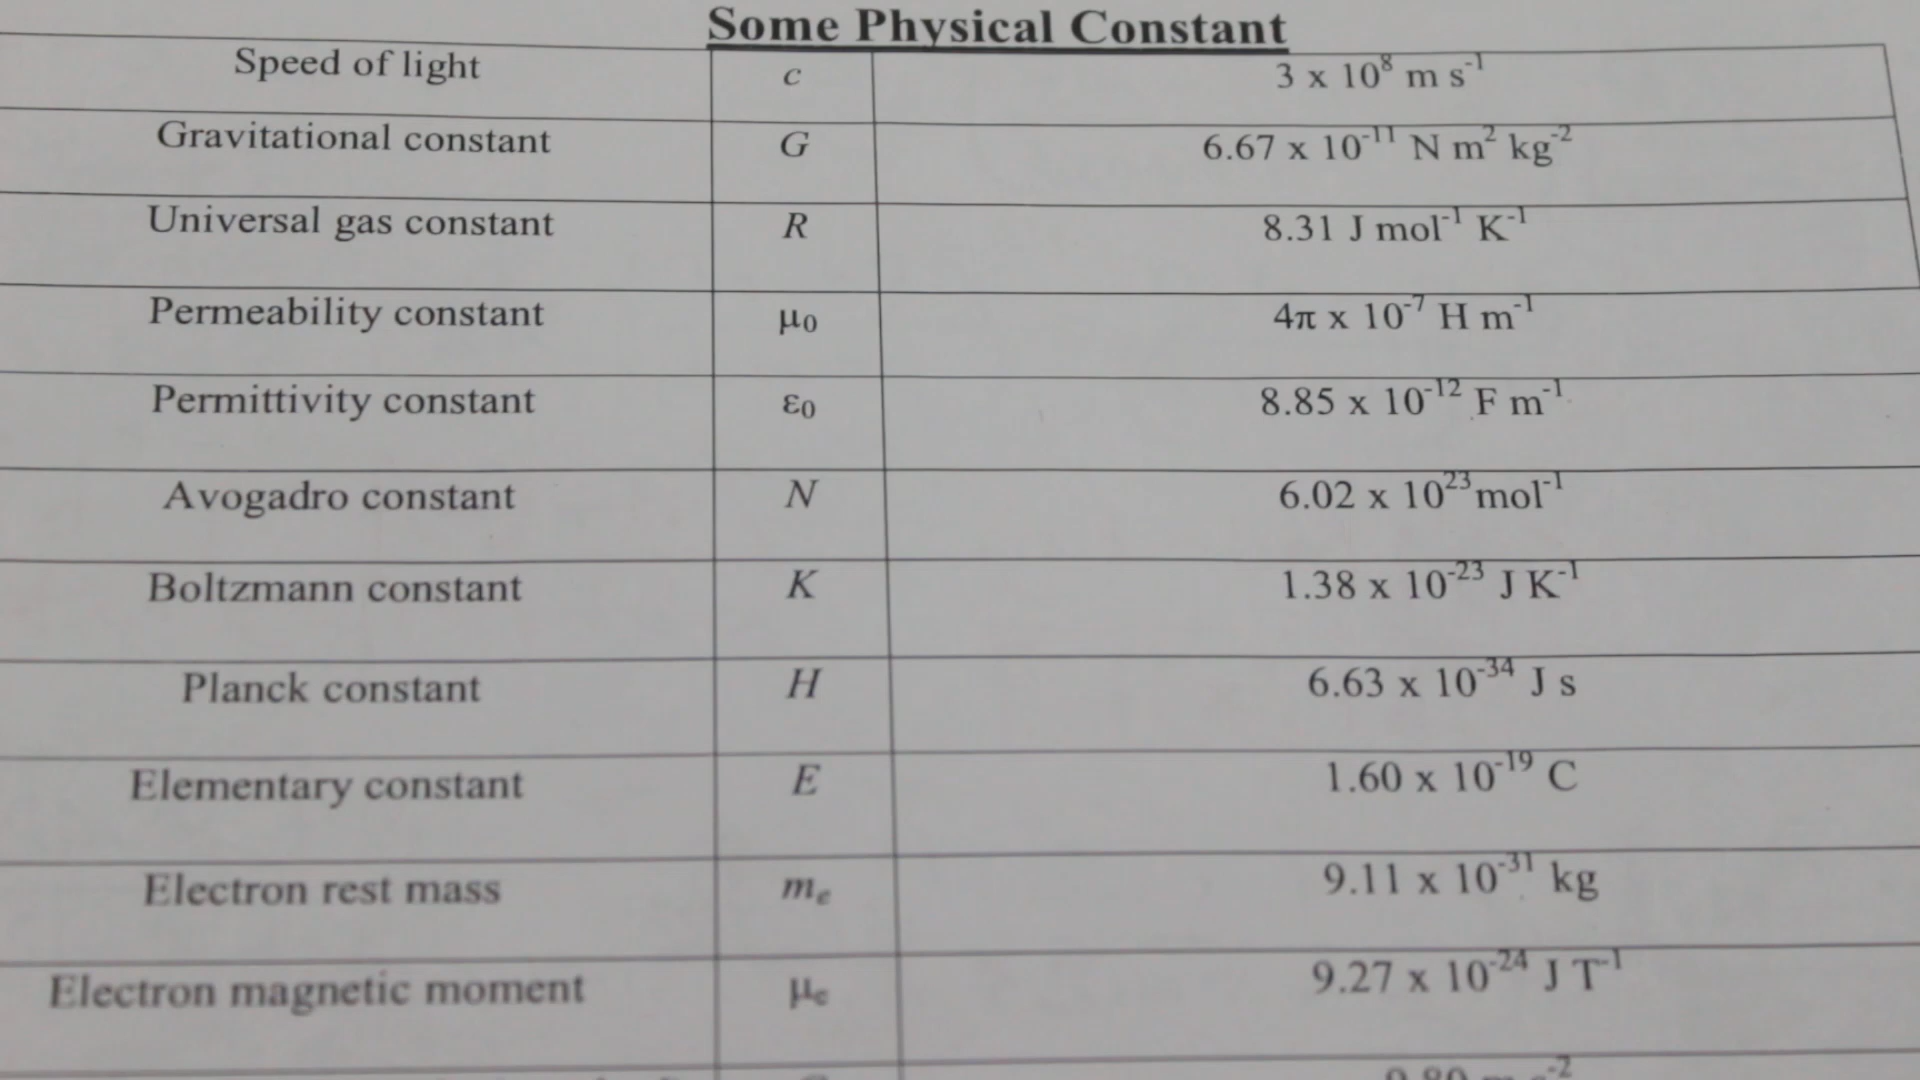 Some Physical Constant
Speed of light c 3 x 10⁸ m s⁻¹
Gravitational constant G 6.67 x 10⁻¹¹ N m² kg⁻²
Universal gas constant R 8.31 J mol⁻¹ K⁻¹
Permeability constant μ₀ 4π x 10⁻⁷ H m⁻¹
Permittivity constant ε₀ 8.85 x 10⁻¹² F m⁻¹
Avogadro constant N 6.02 x 10²³ mol⁻¹
Boltzmann constant K 1.38 x 10⁻²³ J K⁻¹
Planck constant H 6.63 x 10⁻³⁴ J s
Elementary constant E 1.60 x 10⁻¹⁹ C
Electron rest mass mₑ 9.11 x 10⁻³¹ kg
Electron magnetic moment μₑ 9.27 x 10⁻²⁴ J T⁻¹